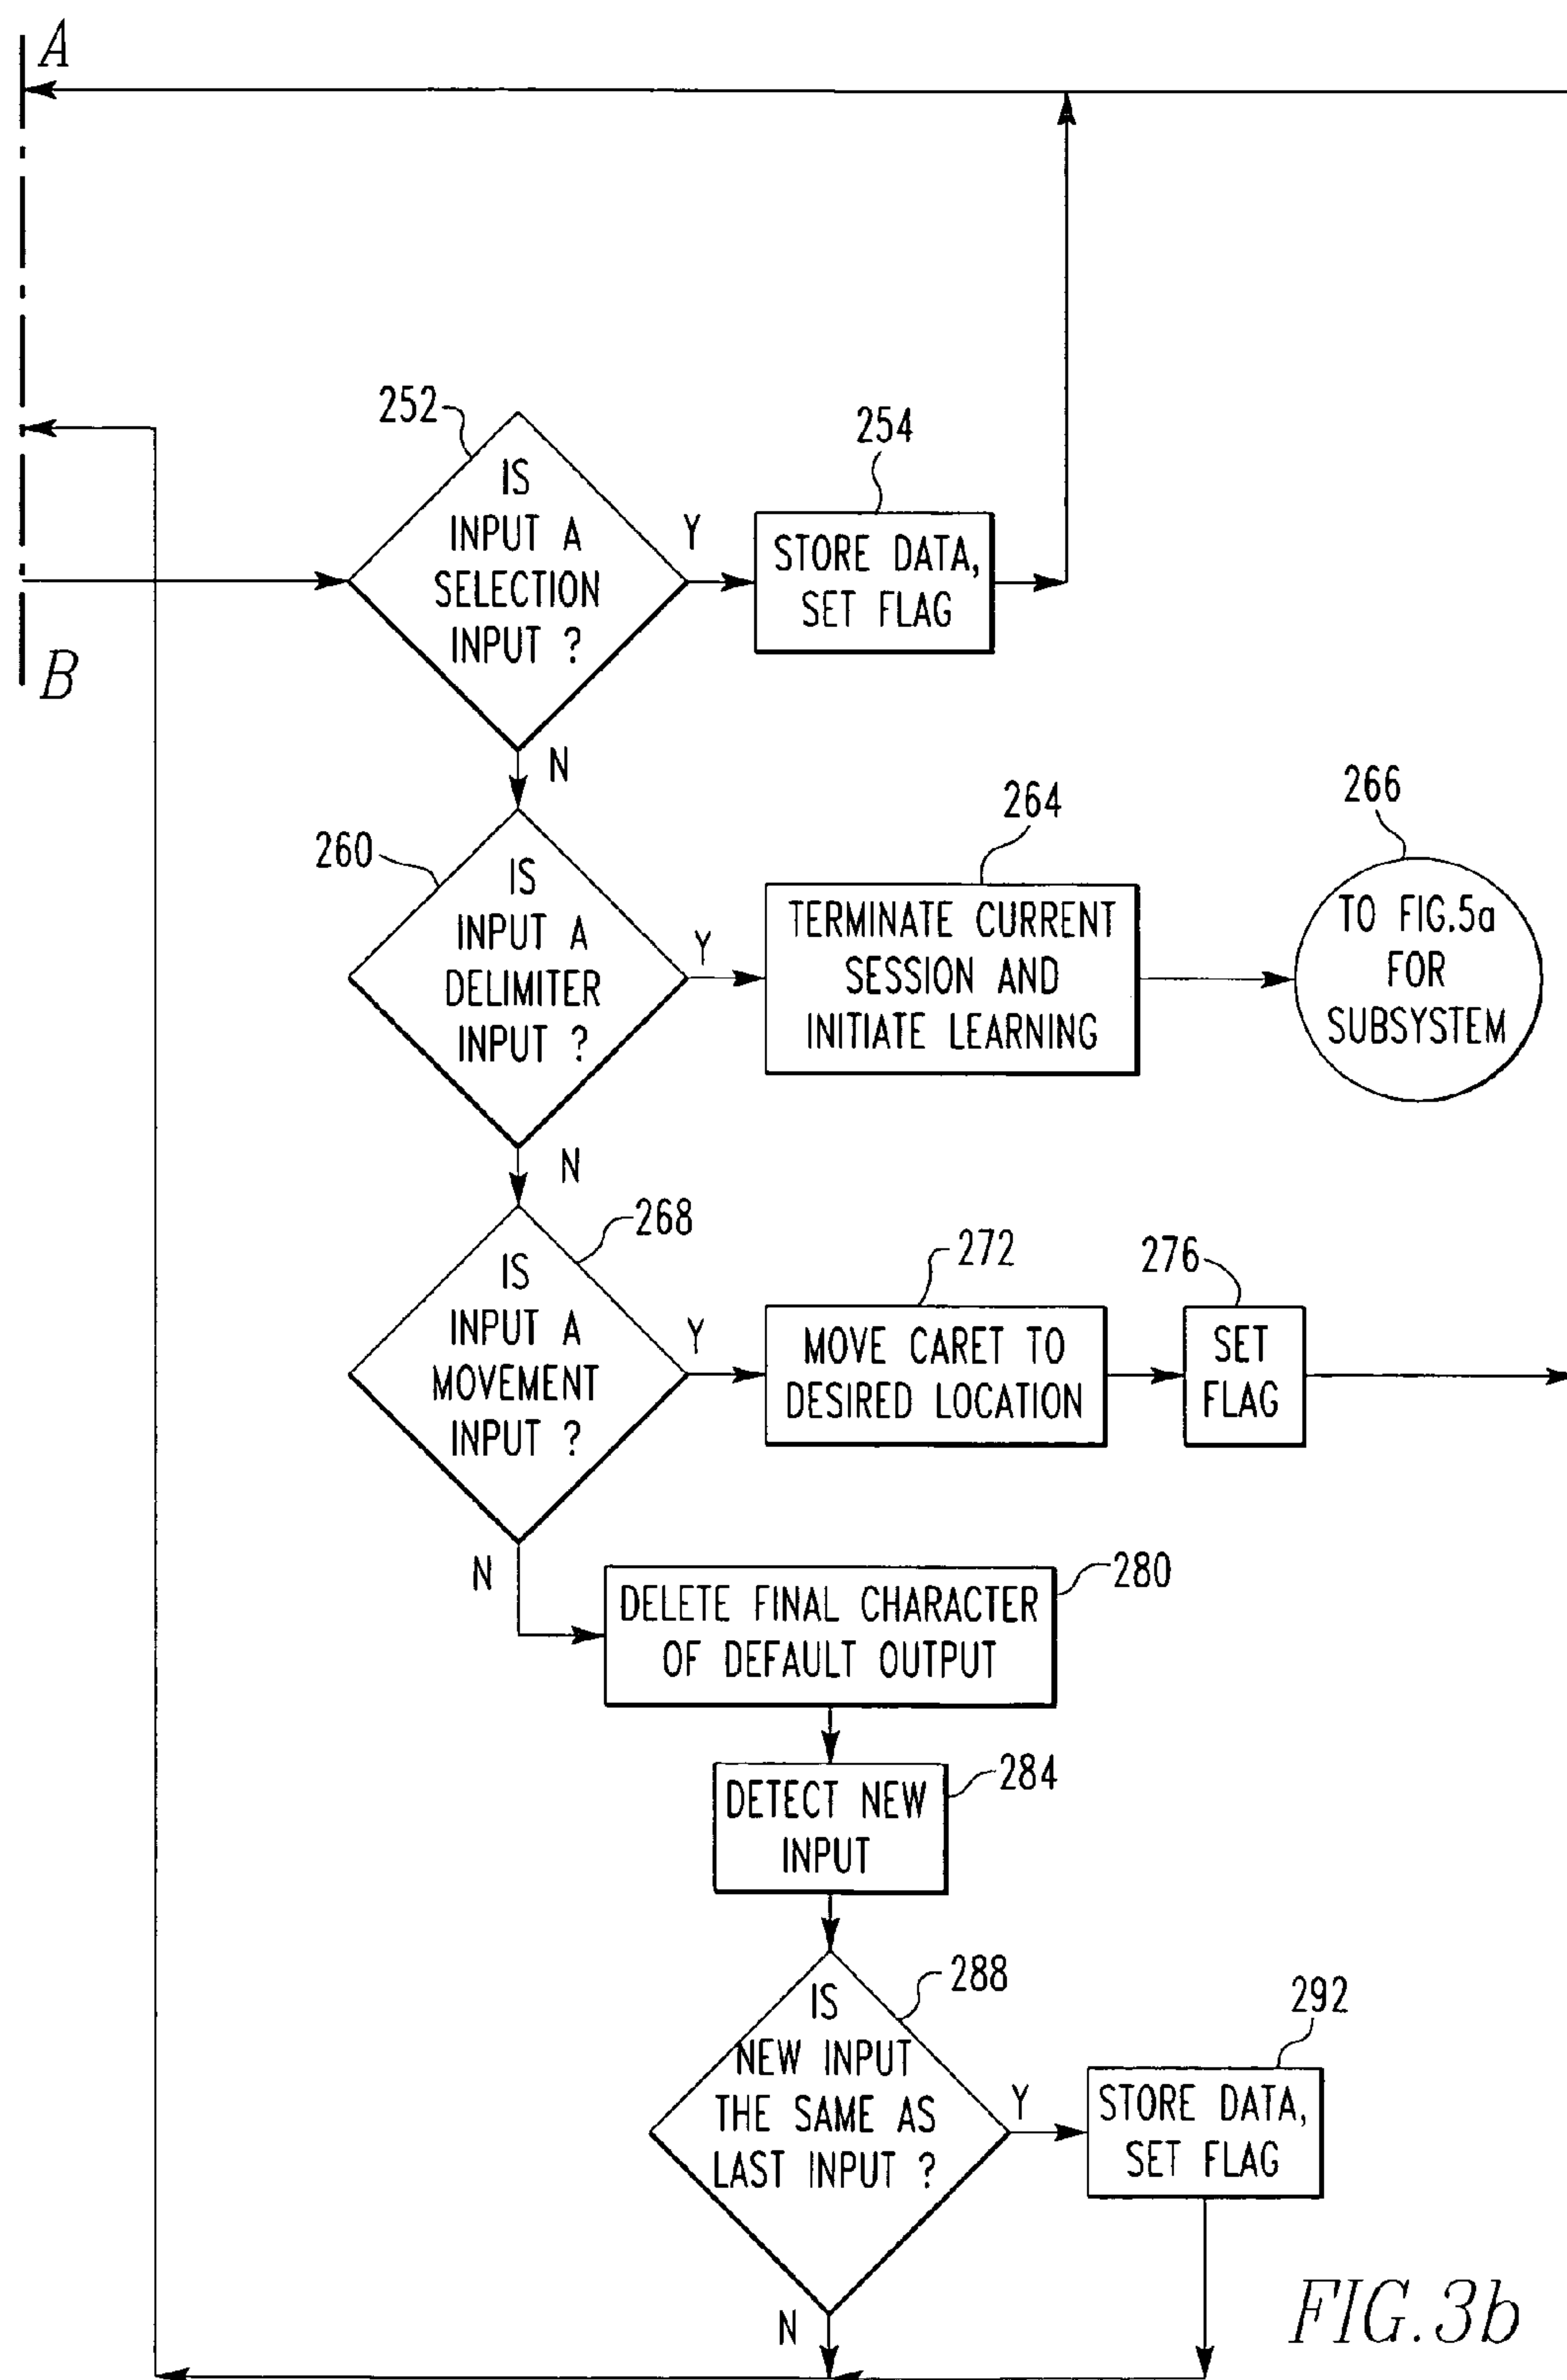 A
252
IS
INPUT A
SELECTION
INPUT ?
Y
254
STORE DATA,
SET FLAG
B
N
260
IS
INPUT A
DELIMITER
INPUT ?
Y
264
TERMINATE CURRENT
SESSION AND
INITIATE LEARNING
266
TO FIG.5a
FOR
SUBSYSTEM
N
268
IS
INPUT A
MOVEMENT
INPUT ?
Y
272
MOVE CARET TO
DESIRED LOCATION
276
SET
FLAG
N
280
DELETE FINAL CHARACTER
OF DEFAULT OUTPUT
284
DETECT NEW
INPUT
288
IS
NEW INPUT
THE SAME AS
LAST INPUT ?
Y
292
STORE DATA,
SET FLAG
N
FIG.3b